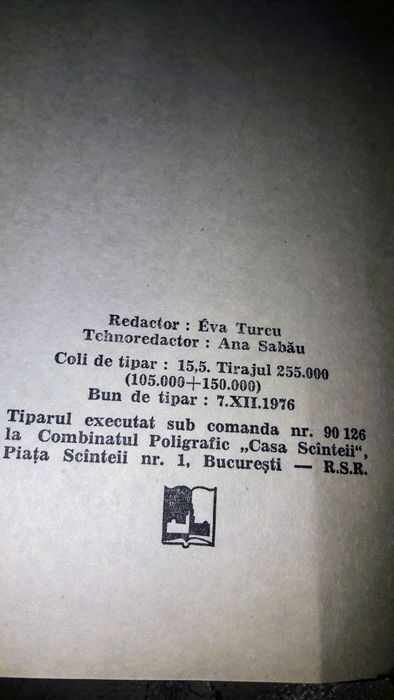 Redactor : Éva Turcu
Tehnoredactor : Ana Sabău
Coli de tipar : 15,5. Tirajul 255.000
(105.000+150.000)
Bun de tipar : 7.XII.1976
Tiparul executat sub comanda nr. 90 126
la Combinatul Poligrafic „Casa Scînteii“,
Piața Scînteii nr. 1, București — R.S.R.